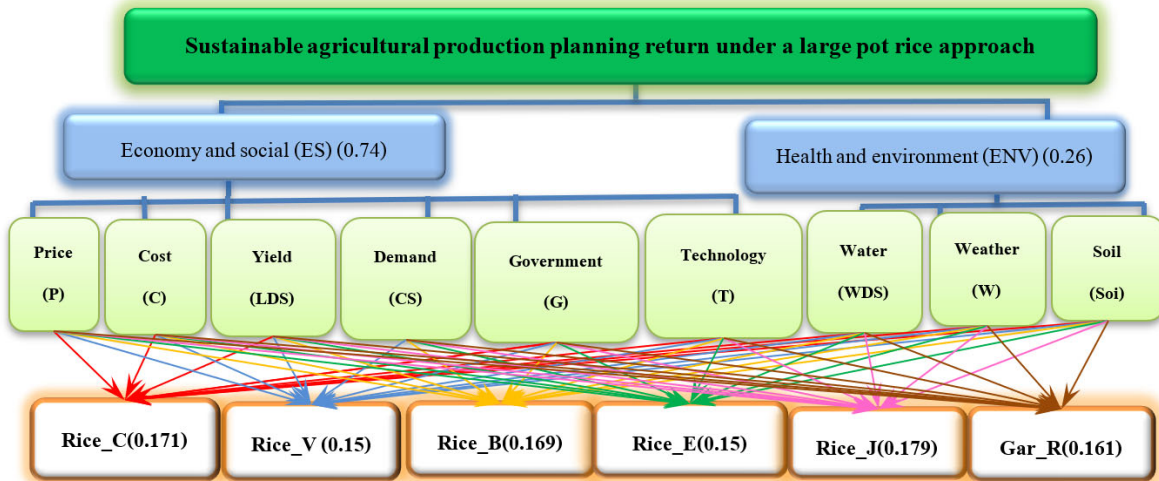 Sustainable agricultural production planning return under a large pot rice approach
Economy and social (ES) (0.74)
Health and environment (ENV) (0.26)
Price
(P)
Cost
(C)
Yield
(LDS)
Demand
(CS)
Government
(G)
Technology
(T)
Water
(WDS)
Weather
(W)
Soil
(Soi)
Rice_C(0.171)
Rice_V (0.15)
Rice_B(0.169)
Rice_E(0.15)
Rice_J(0.179)
Gar_R(0.161)